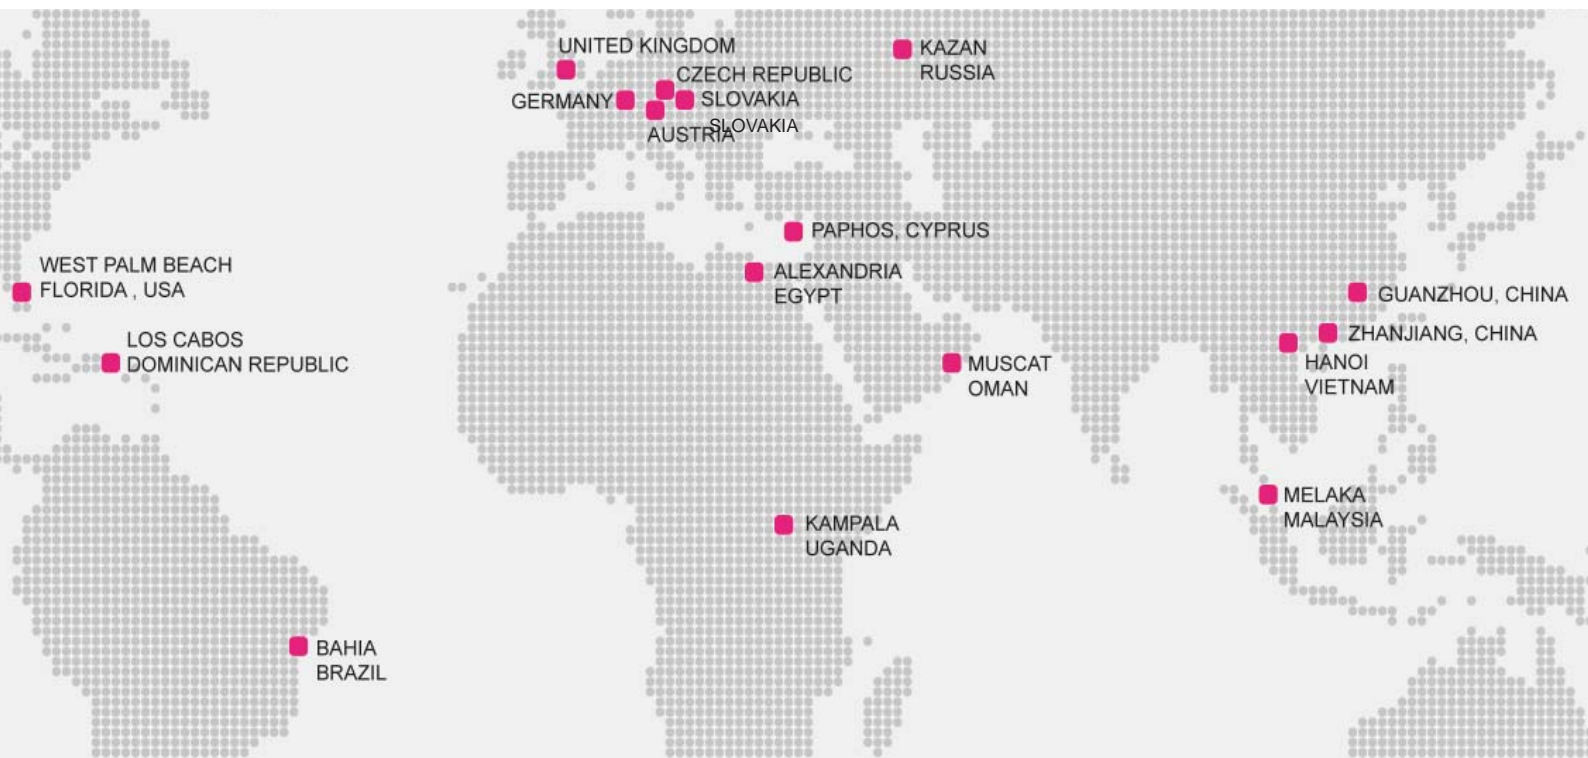 UNITED KINGDOM
KAZAN
RUSSIA
CZECH REPUBLIC
GERMANY
SLOVAKIA
SLOVAKIA
AUSTRIA
PAPHOS, CYPRUS
WEST PALM BEACH
FLORIDA , USA
ALEXANDRIA
EGYPT
GUANZHOU, CHINA
ZHANJIANG, CHINA
LOS CABOS
DOMINICAN REPUBLIC
MUSCAT
OMAN
HANOI
VIETNAM
MELAKA
MALAYSIA
KAMPALA
UGANDA
BAHIA
BRAZIL